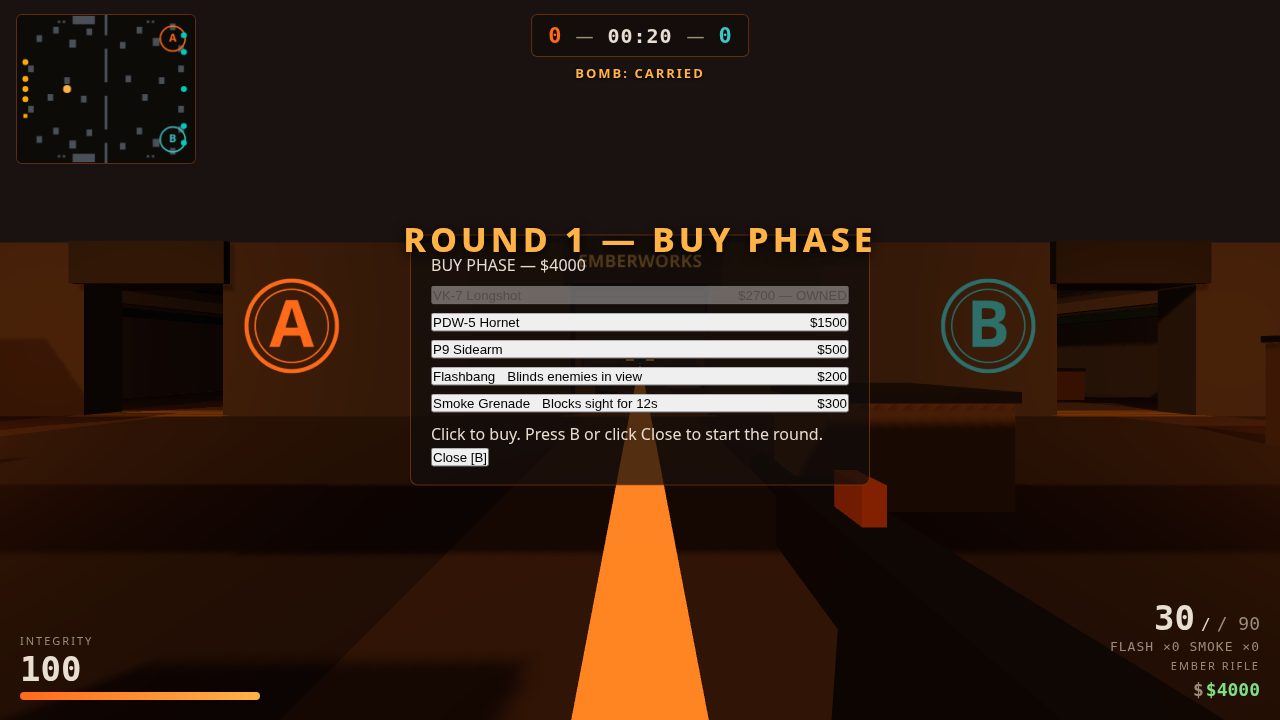 A
B
0 — 00:20 — 0
BOMB: CARRIED
ROUND 1 — BUY PHASE
EMBERWORKS
BUY PHASE — $4000
VK-7 Longshot $2700 — OWNED
PDW-5 Hornet $1500
P9 Sidearm $500
Flashbang Blinds enemies in view $200
Smoke Grenade Blocks sight for 12s $300
Click to buy. Press B or click Close to start the round.
Close [B]
A
B
INTEGRITY
100
30 / / 90
FLASH ×0 SMOKE ×0
EMBER RIFLE
$$4000